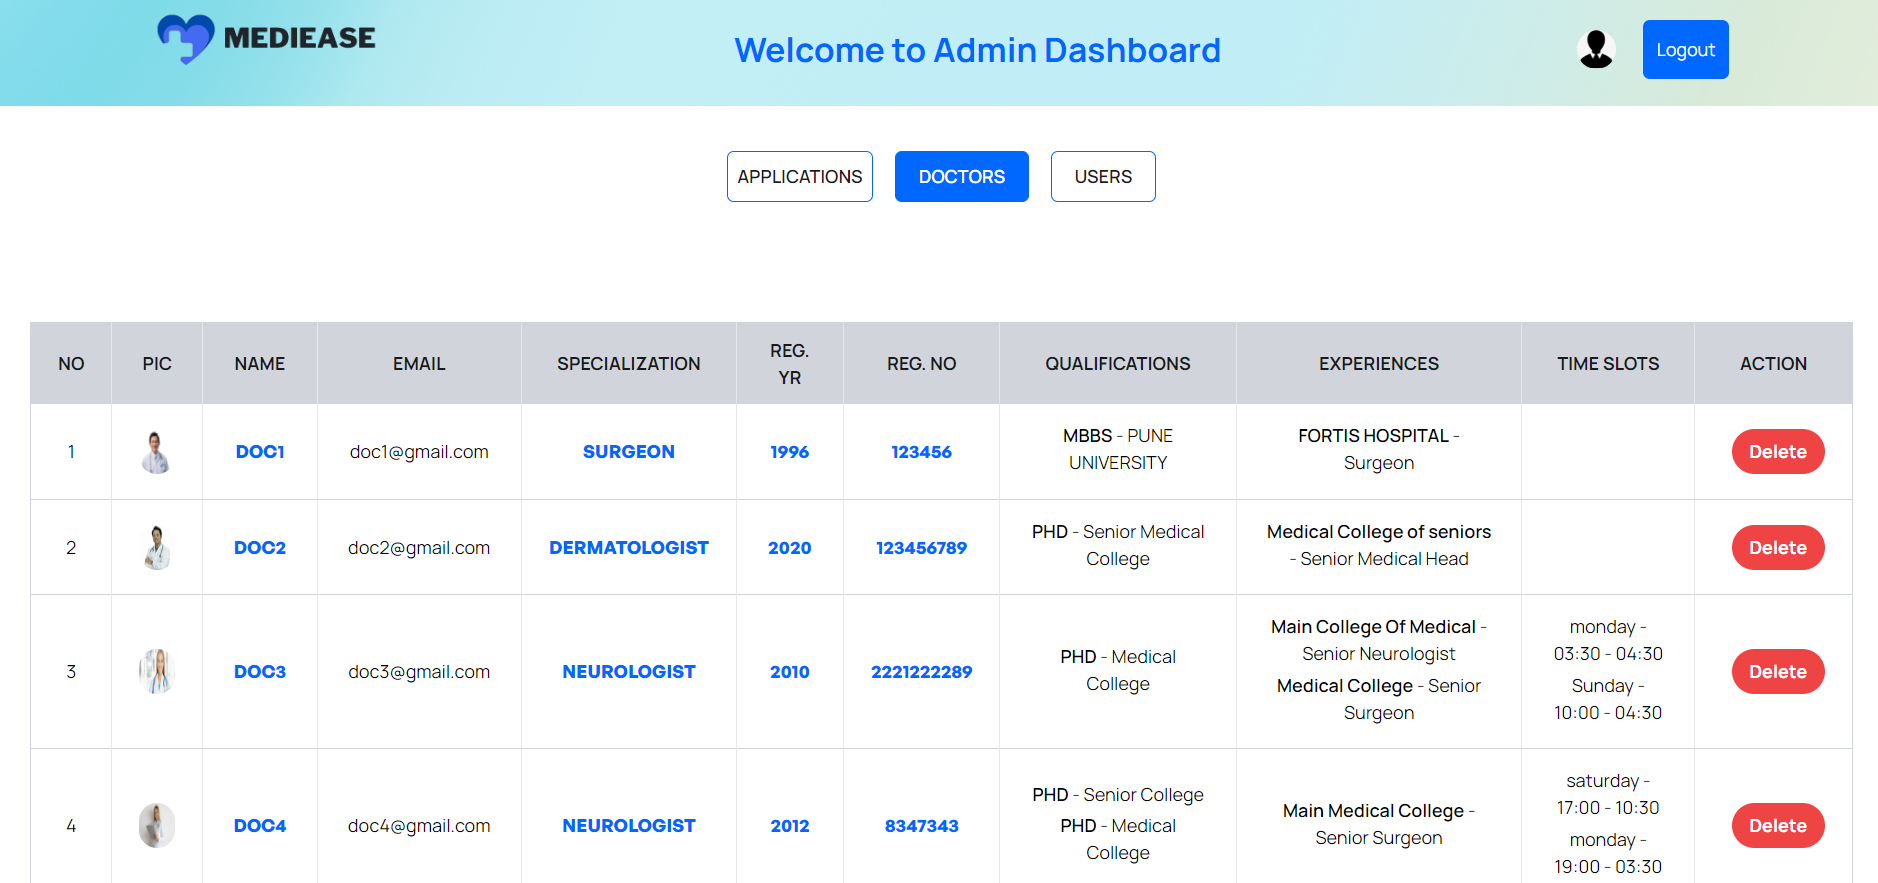 MEDIEASE
Welcome to Admin Dashboard
Logout
APPLICATIONS
DOCTORS
USERS
NO PIC NAME EMAIL SPECIALIZATION REG. YR REG. NO QUALIFICATIONS EXPERIENCES TIME SLOTS ACTION
1 DOC1 doc1@gmail.com SURGEON 1996 123456
MBBS - PUNE
UNIVERSITY
FORTIS HOSPITAL -
Surgeon
Delete
2 DOC2 doc2@gmail.com DERMATOLOGIST 2020 123456789
PHD - Senior Medical
College
Medical College of seniors
- Senior Medical Head
Delete
3 DOC3 doc3@gmail.com NEUROLOGIST 2010 2221222289
PHD - Medical
College
Main College Of Medical -
Senior Neurologist
Medical College - Senior
Surgeon
monday -
03:30 - 04:30
Sunday -
10:00 - 04:30
Delete
4 DOC4 doc4@gmail.com NEUROLOGIST 2012 8347343
PHD - Senior College
PHD - Medical
College
Main Medical College -
Senior Surgeon
saturday -
17:00 - 10:30
monday -
19:00 - 03:30
Delete